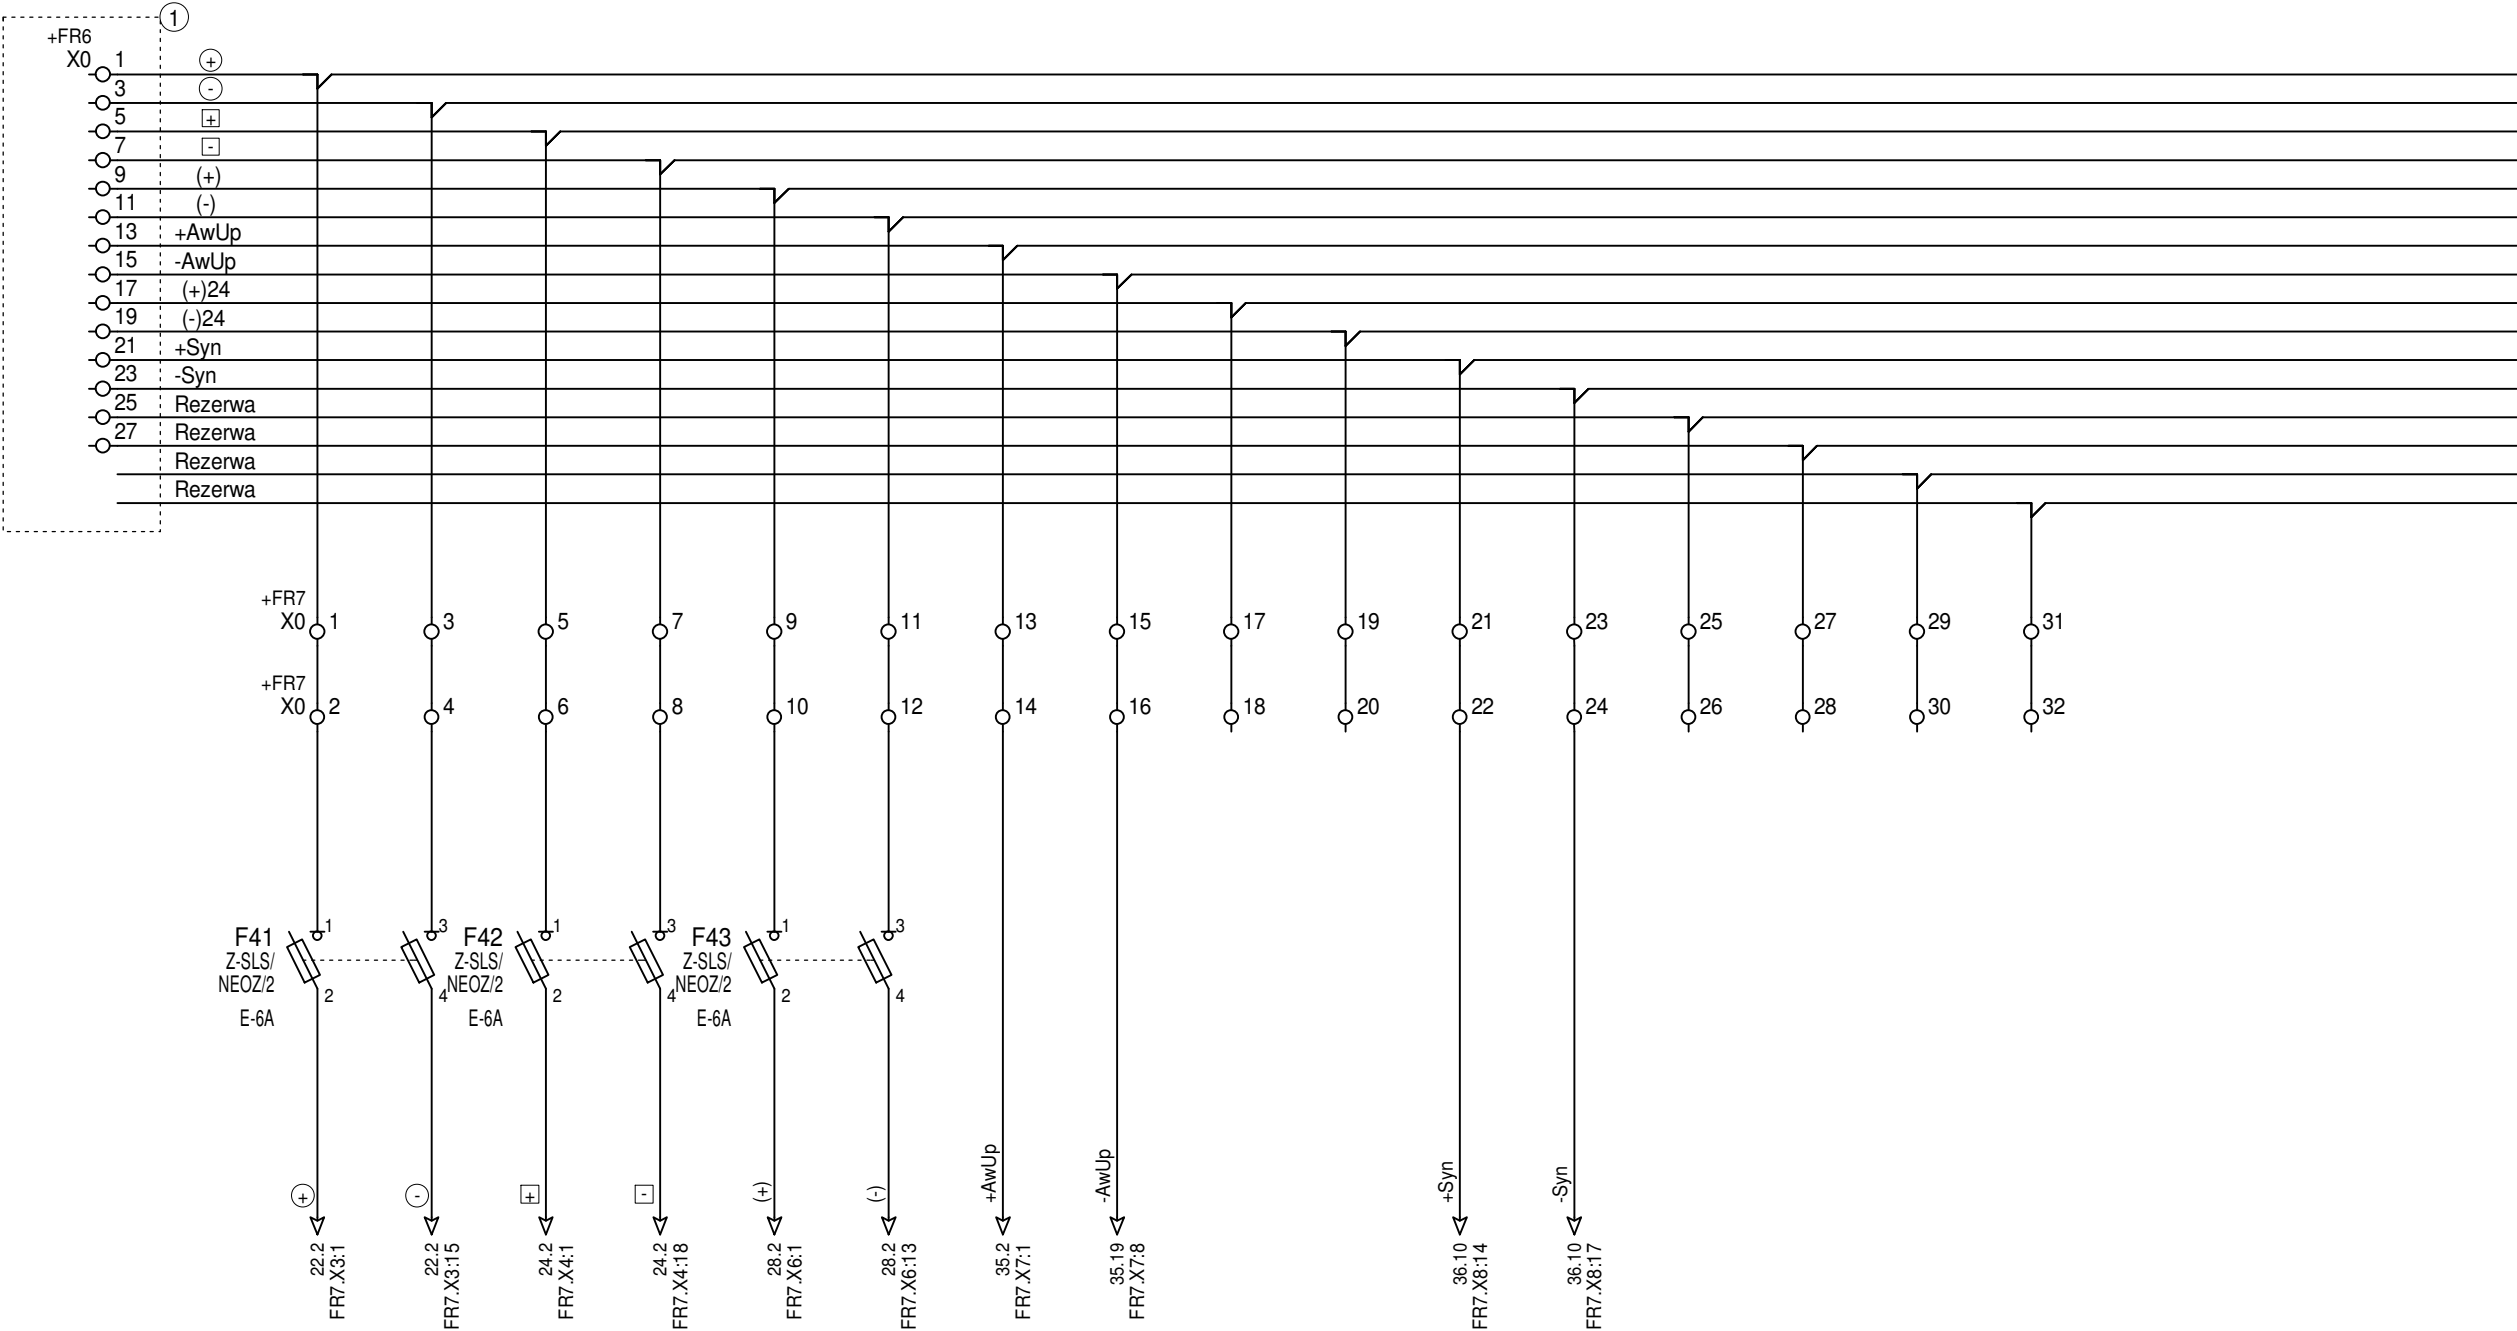 1
+FR6
X0 1 +
3 -
5 +
7 -
9 (+)
11 (-)
13 +AwUp
15 -AwUp
17 (+)24
19 (-)24
21 +Syn
23 -Syn
25 Rezerwa
27 Rezerwa
Rezerwa
Rezerwa
+FR7
X0 1 3 5 7 9 11 13 15 17 19 21 23 25 27 29 31
+FR7
X0 2 4 6 8 10 12 14 16 18 20 22 24 26 28 30 32
1 3 1 3 1 3
F41 F42 F43
Z-SLS/ Z-SLS/ Z-SLS/
NEOZ/2 NEOZ/2 NEOZ/2
2 4 2 4 2 4
E-6A E-6A E-6A
+ - + - (+) (-) +AwUp -AwUp +Syn -Syn
22.2
FR7.X3:1
22.2
FR7.X3:15
24.2
FR7.X4:1
24.2
FR7.X4:18
28.2
FR7.X6:1
28.2
FR7.X6:13
35.2
FR7.X7:1
35.19
FR7.X7:8
36.10
FR7.X8:14
36.10
FR7.X8:17